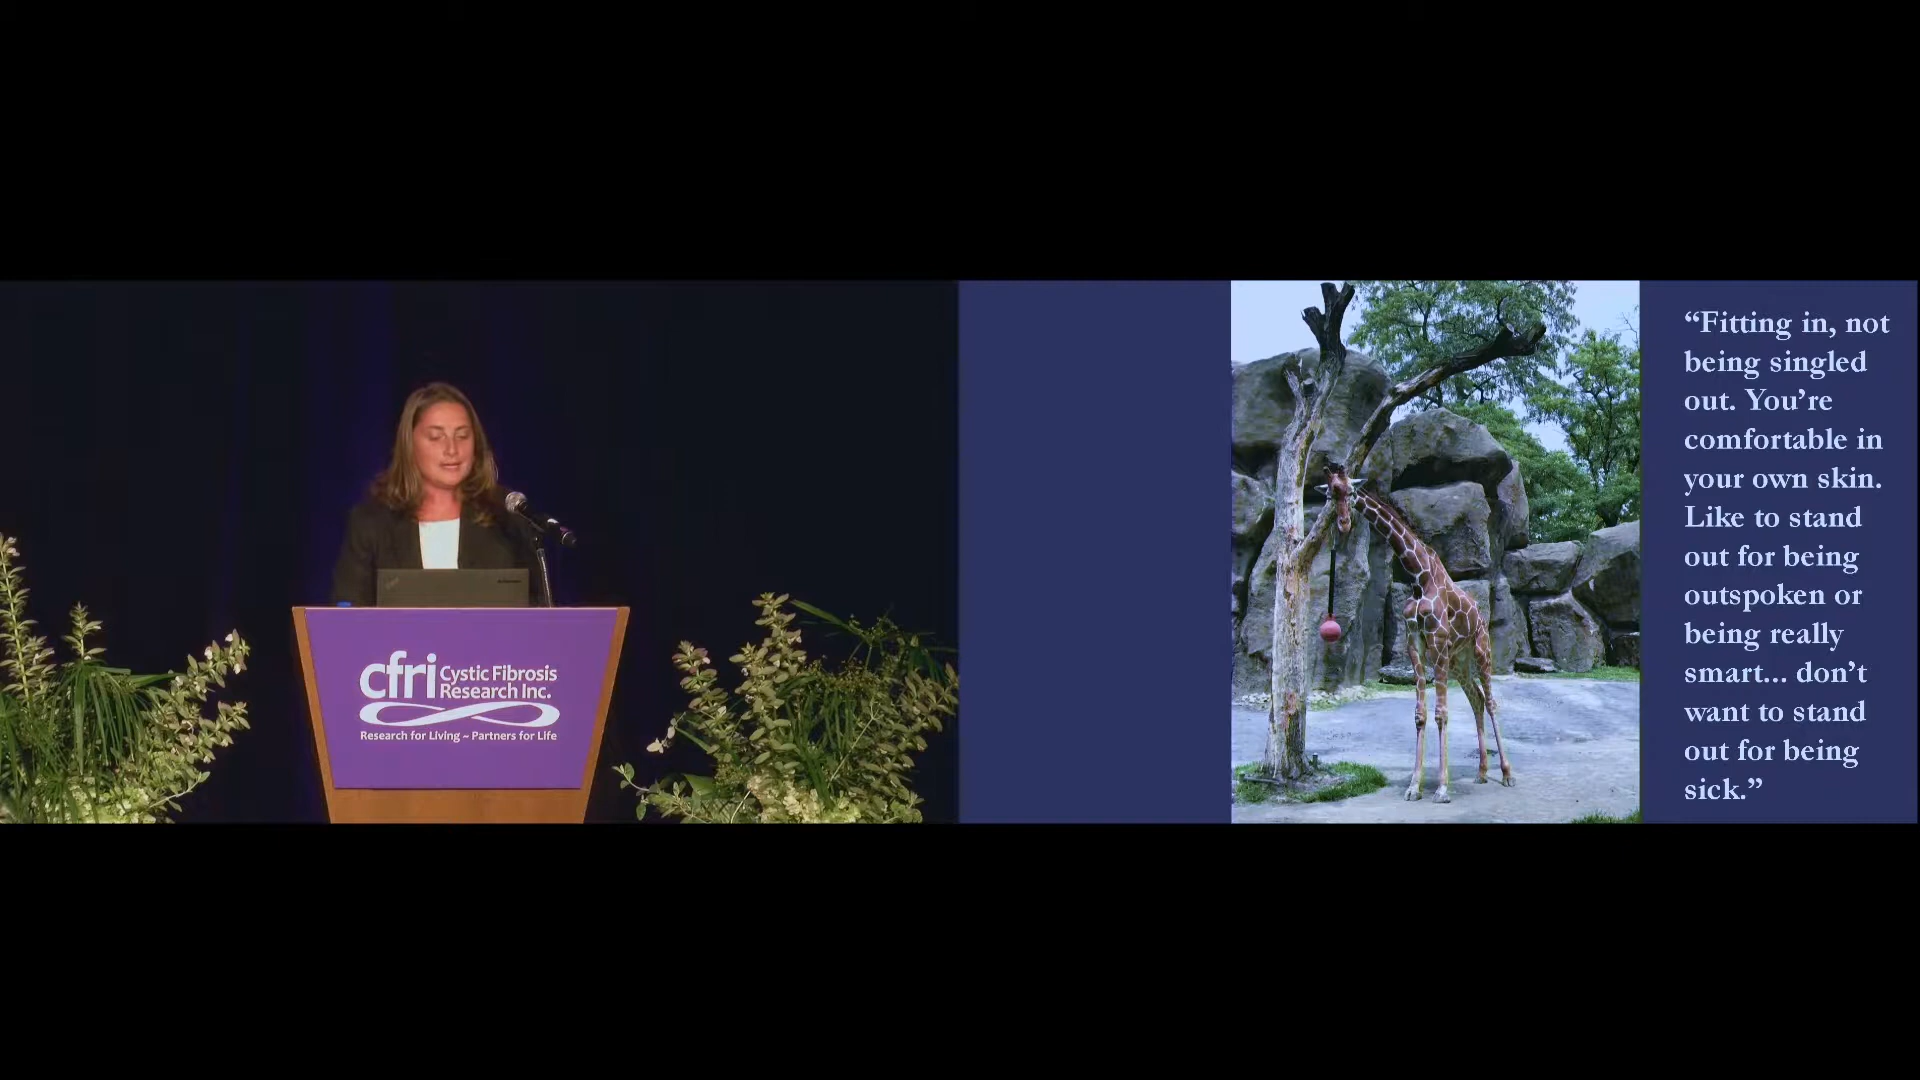 cfri Cystic Fibrosis
Research Inc.
Research for Living ~ Partners for Life
“Fitting in, not
being singled
out. You’re
comfortable in
your own skin.
Like to stand
out for being
outspoken or
being really
smart... don’t
want to stand
out for being
sick.”